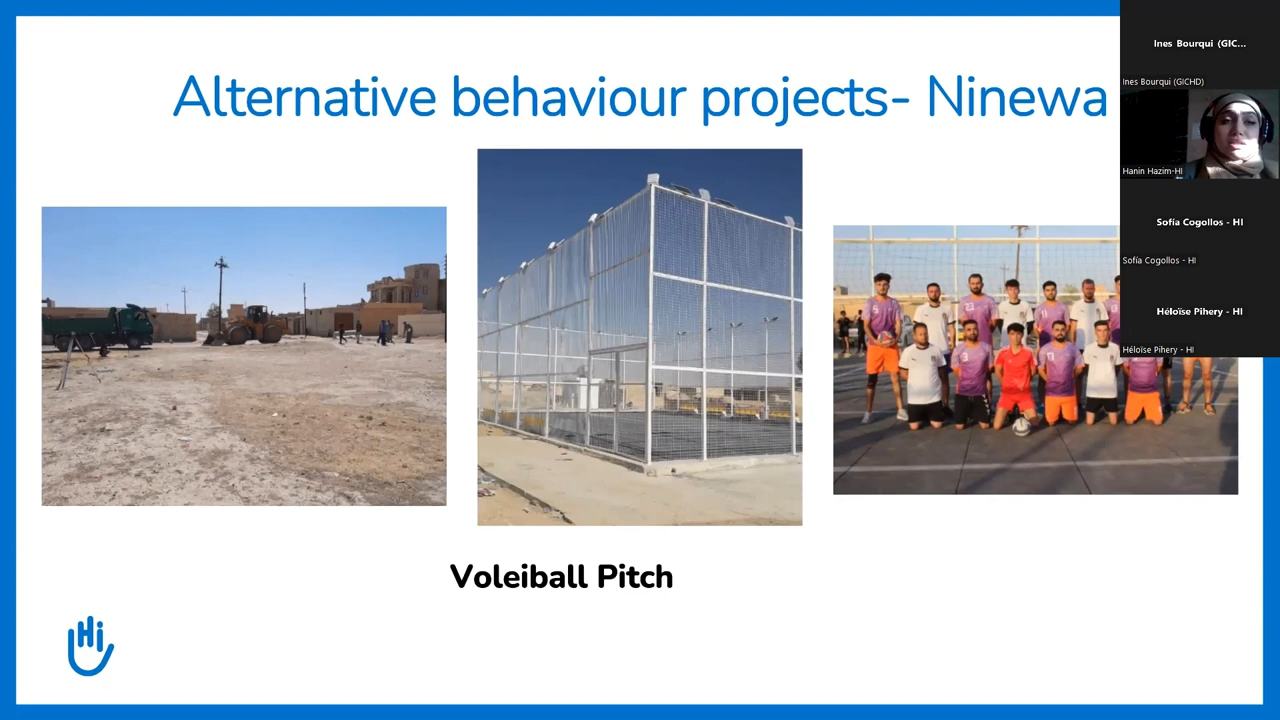 Alternative behaviour projects- Ninewa
Ines Bourqui (GIC...
Ines Bourqui (GICHD)
Hanin Hazim-HI
Sofía Cogollos - HI
Sofía Cogollos - HI
Héloïse Pihery - HI
Héloïse Pihery - HI
Voleiball Pitch
Hi